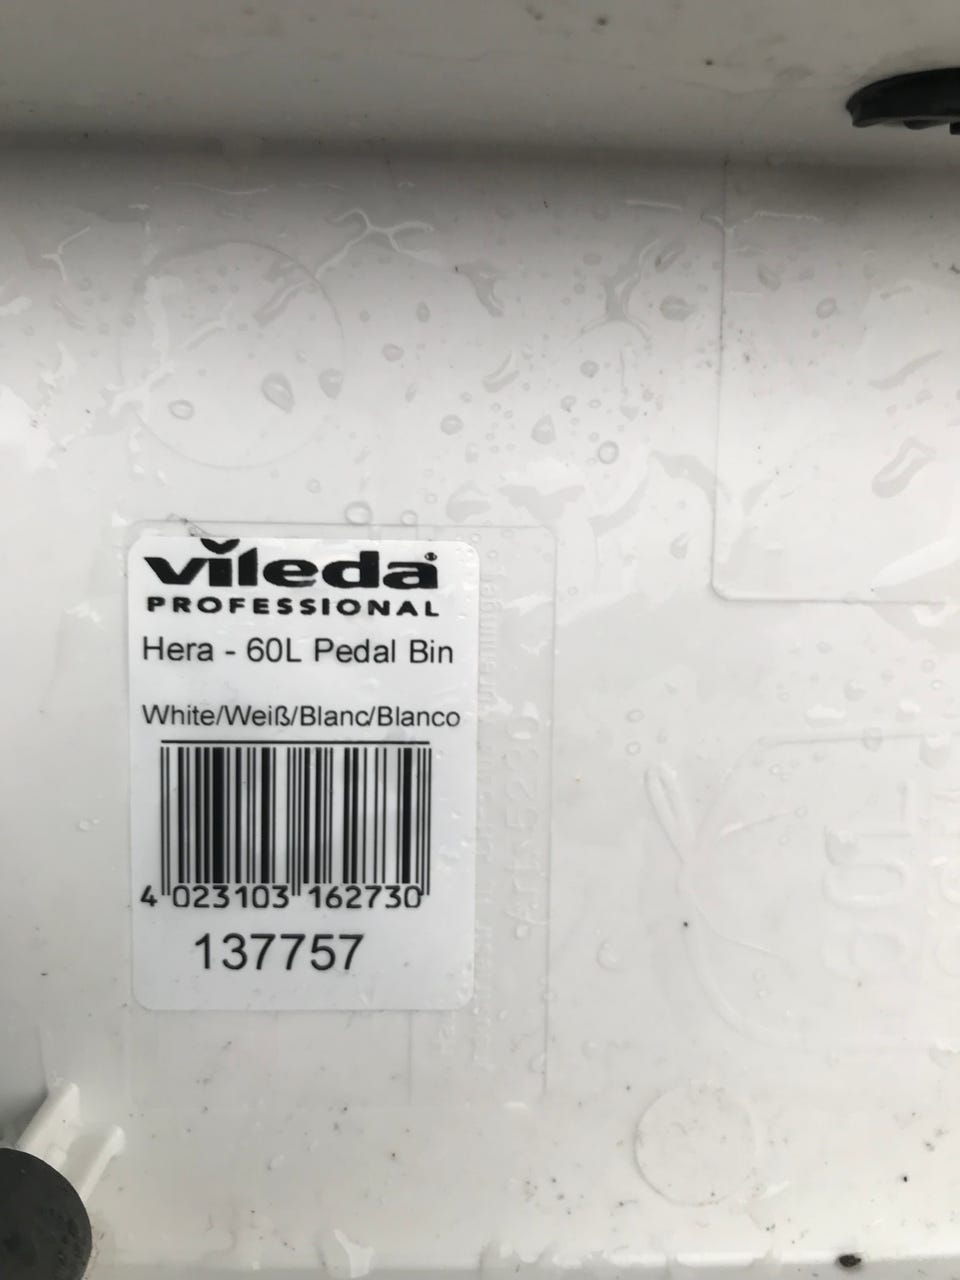 vileda®
PROFESSIONAL
Hera - 60L Pedal Bin
White/Weiß/Blanc/Blanco
4 023103 162730
137757